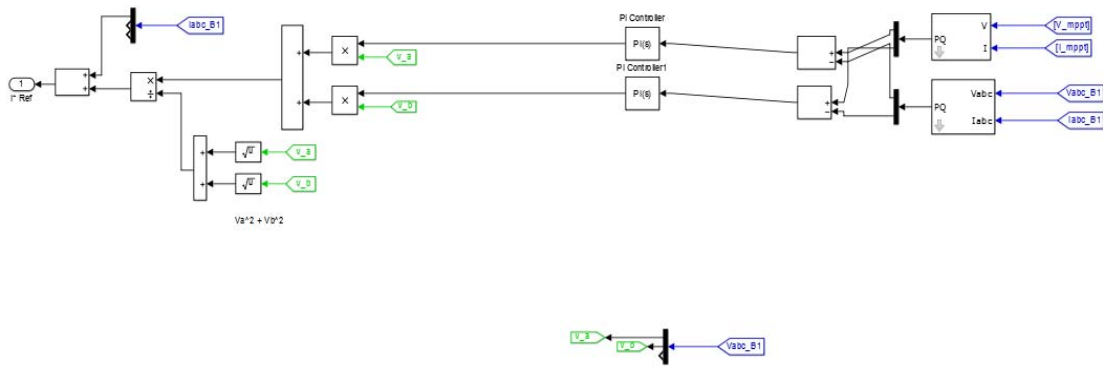 Iabc_B1
1
I* Ref
+
+
×
÷
+
+
×
v_a
×
v_b
PI Controller
PI(s)
PI Controller1
PI(s)
+
−
+
−
PQ
V
I
[V_mppt]
[I_mppt]
PQ
Vabc
Iabc
Vabc_B1
Iabc_B1
+
+
√u
v_a
√u
v_b
Va^2 + Vb^2
v_a
v_b
Vabc_B1